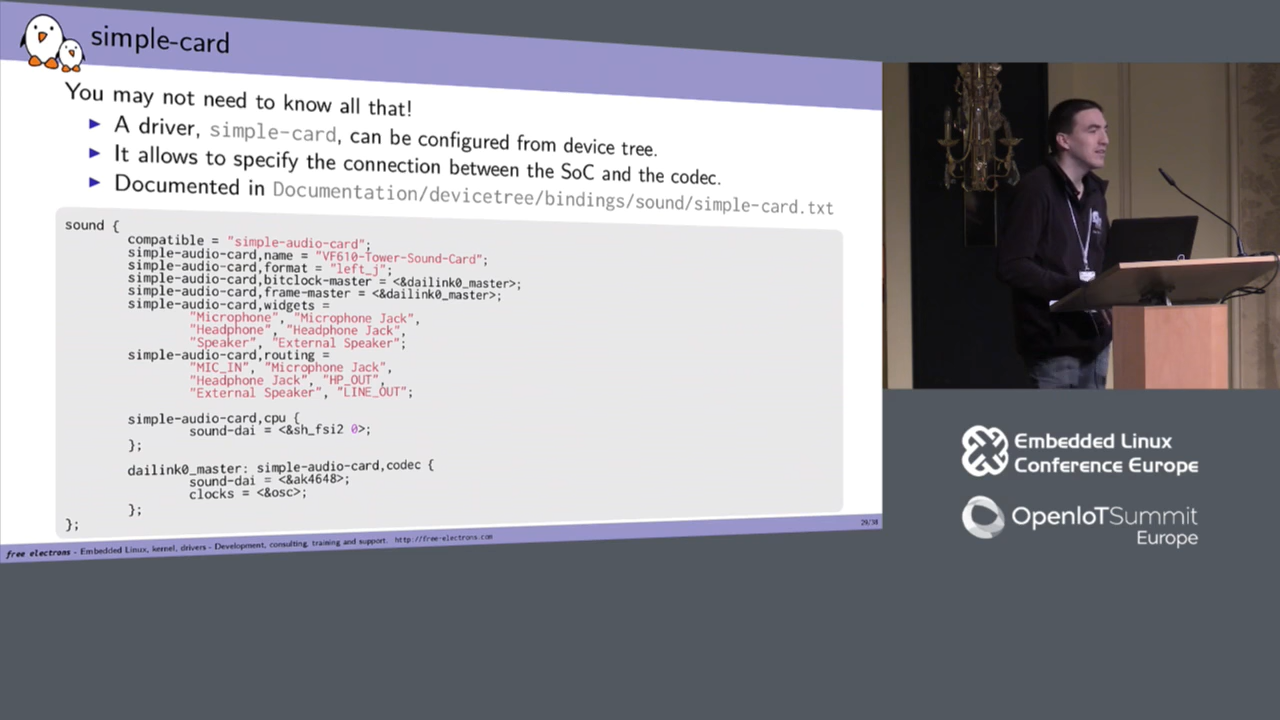 simple-card
You may not need to know all that!
A driver, simple-card, can be configured from device tree.
It allows to specify the connection between the SoC and the codec.
Documented in Documentation/devicetree/bindings/sound/simple-card.txt
sound {
compatible = "simple-audio-card";
simple-audio-card,name = "VF610-Tower-Sound-Card";
simple-audio-card,format = "left_j";
simple-audio-card,bitclock-master = <&dailink0_master>;
simple-audio-card,frame-master = <&dailink0_master>;
simple-audio-card,widgets =
"Microphone", "Microphone Jack",
"Headphone", "Headphone Jack",
"Speaker", "External Speaker";
simple-audio-card,routing =
"MIC_IN", "Microphone Jack",
"Headphone Jack", "HP_OUT",
"External Speaker", "LINE_OUT";
simple-audio-card,cpu {
sound-dai = <&sh_fsi2 0>;
};
dailink0_master: simple-audio-card,codec {
sound-dai = <&ak4648>;
clocks = <&osc>;
};
};
free electrons - Embedded Linux, kernel, drivers - Development, consulting, training and support. http://free-electrons.com
29/38
Embedded Linux
Conference Europe
OpenIoTSummit
Europe